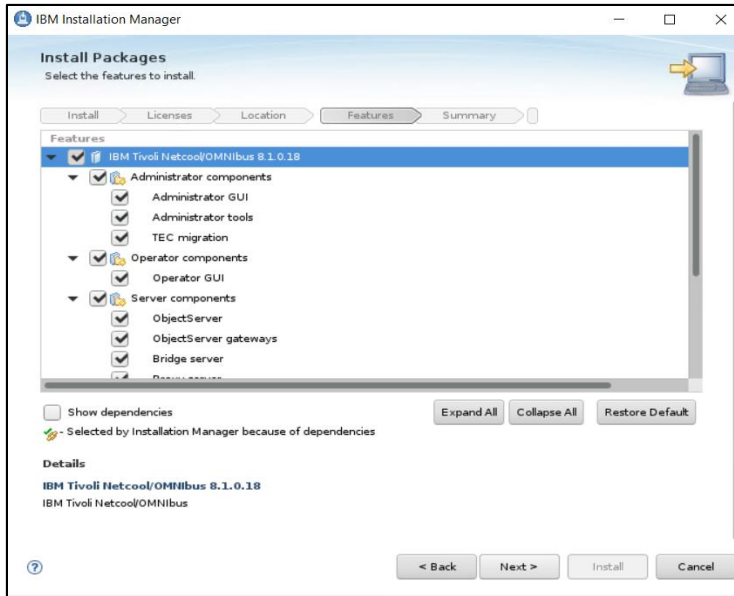 IBM Installation Manager
Install Packages
Select the features to install.
Install Licenses Location Features Summary
Features
IBM Tivoli Netcool/OMNIbus 8.1.0.18
Administrator components
Administrator GUI
Administrator tools
TEC migration
Operator components
Operator GUI
Server components
ObjectServer
ObjectServer gateways
Bridge server
Show dependencies Expand All Collapse All Restore Default
- Selected by Installation Manager because of dependencies
Details
IBM Tivoli Netcool/OMNIbus 8.1.0.18
IBM Tivoli Netcool/OMNIbus
? < Back Next > Install Cancel